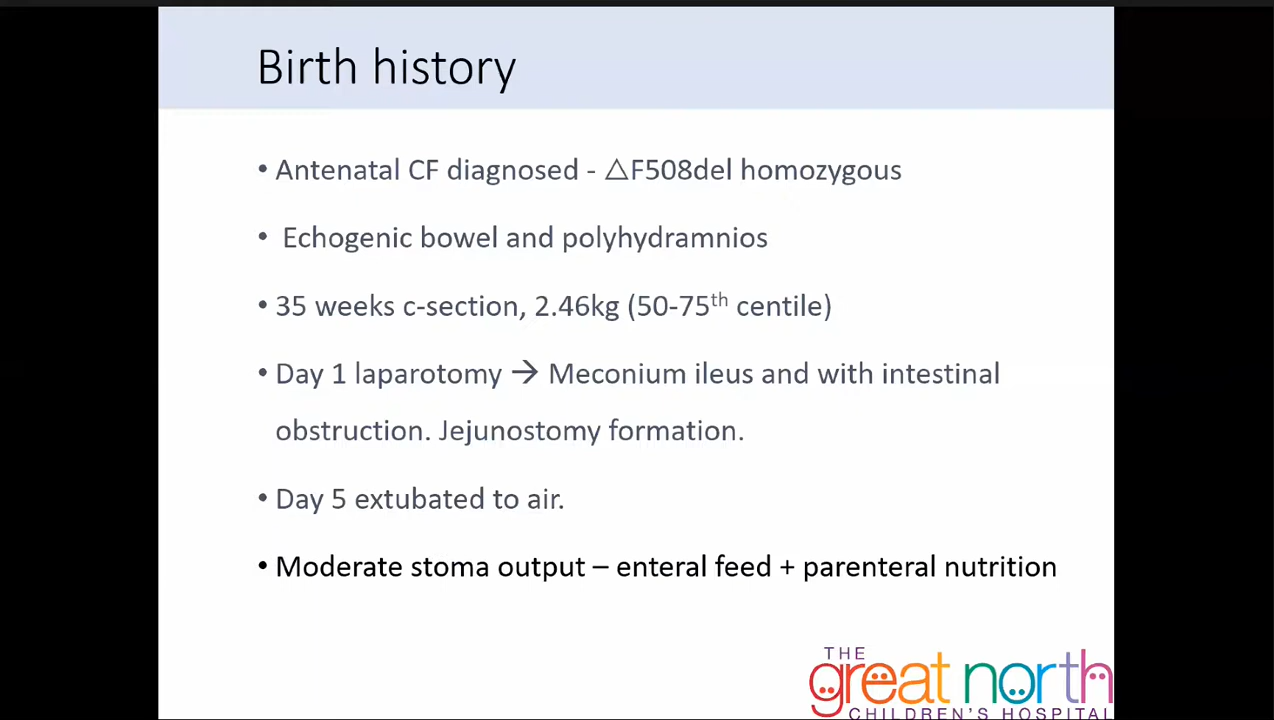 Birth history
• Antenatal CF diagnosed - △F508del homozygous
• Echogenic bowel and polyhydramnios
• 35 weeks c-section, 2.46kg (50-75th centile)
• Day 1 laparotomy → Meconium ileus and with intestinal
obstruction. Jejunostomy formation.
• Day 5 extubated to air.
• Moderate stoma output – enteral feed + parenteral nutrition
THE
great north
CHILDREN'S HOSPITAL